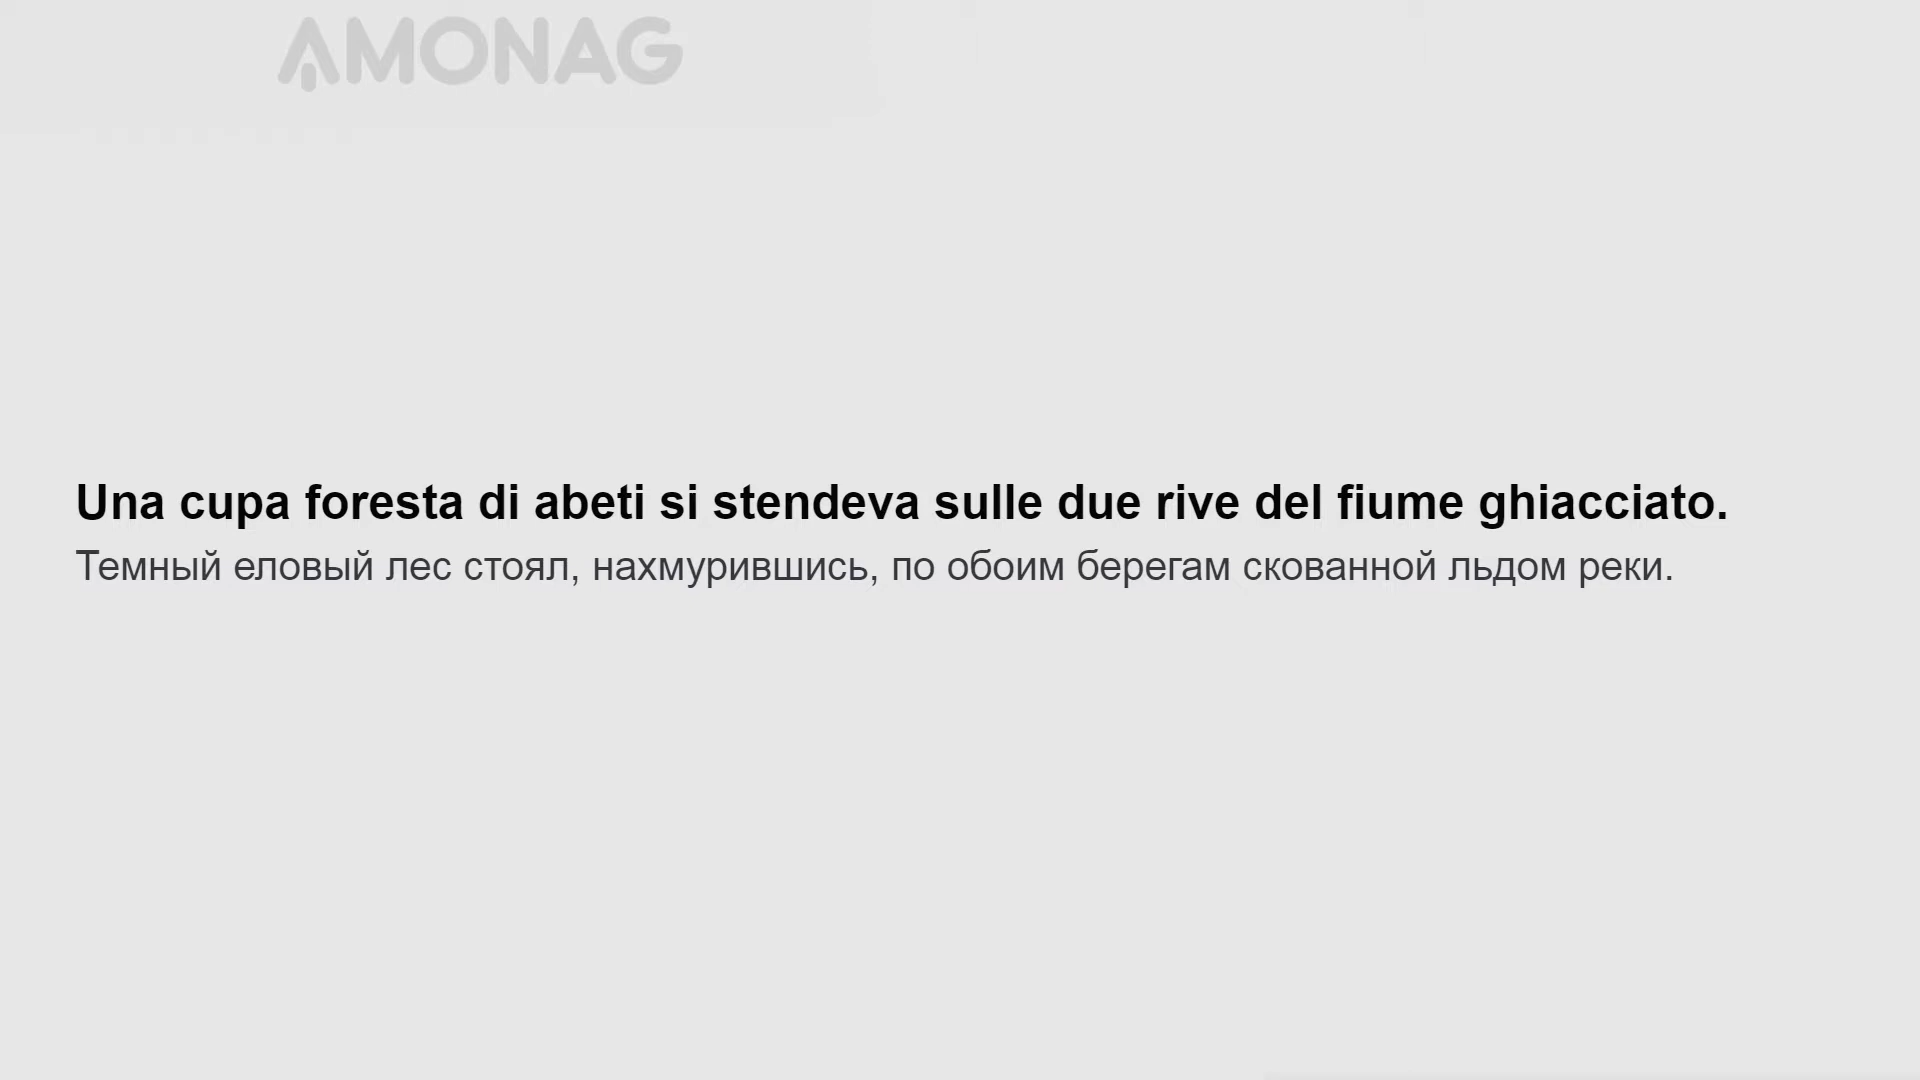 AMONAG
Una cupa foresta di abeti si stendeva sulle due rive del fiume ghiacciato.
Темный еловый лес стоял, нахмурившись, по обоим берегам скованной льдом реки.